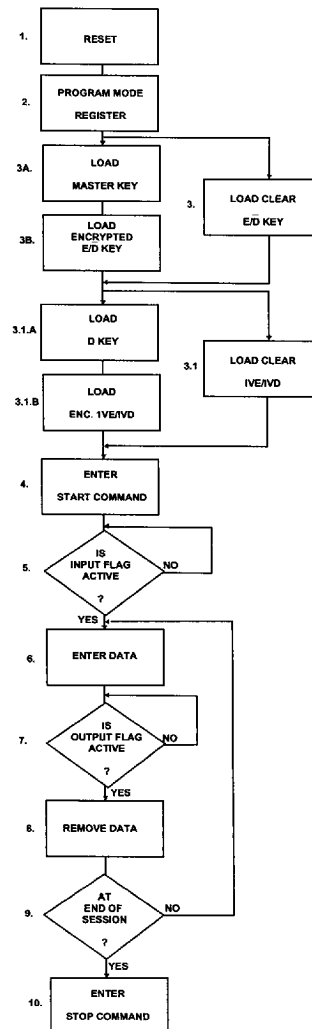 1. RESET
2. PROGRAM MODE
REGISTER
3A. LOAD
MASTER KEY
3. LOAD CLEAR
E/D̅ KEY
3B. LOAD
ENCRYPTED
E/D̅ KEY
3.1.A LOAD
D KEY
3.1 LOAD CLEAR
IVE/IVD
3.1.B LOAD
ENC. 1VE/IVD
4. ENTER
START COMMAND
5. IS
INPUT FLAG
ACTIVE
?
NO
YES
6. ENTER DATA
7. IS
OUTPUT FLAG
ACTIVE
?
NO
YES
8. REMOVE DATA
9. AT
END OF
SESSION
?
NO
YES
10. ENTER
STOP COMMAND